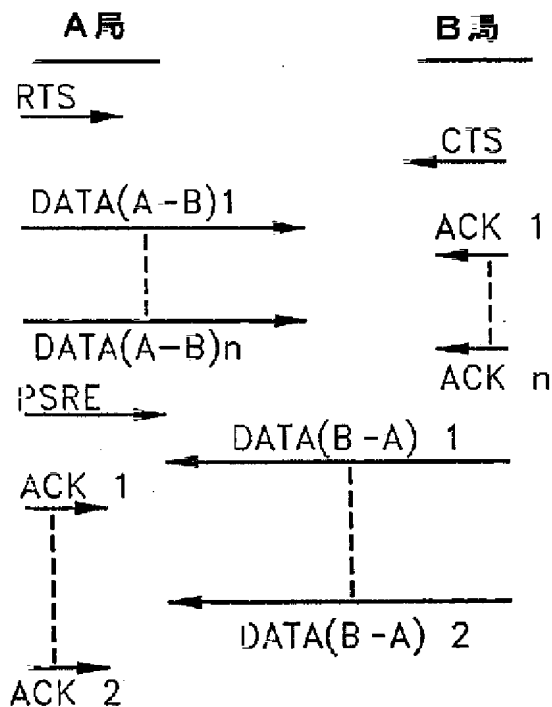 A局
B局
RTS
CTS
DATA(A-B)1
ACK 1
DATA(A-B)n
ACK n
PSRE
DATA(B-A) 1
ACK 1
DATA(B-A) 2
ACK 2